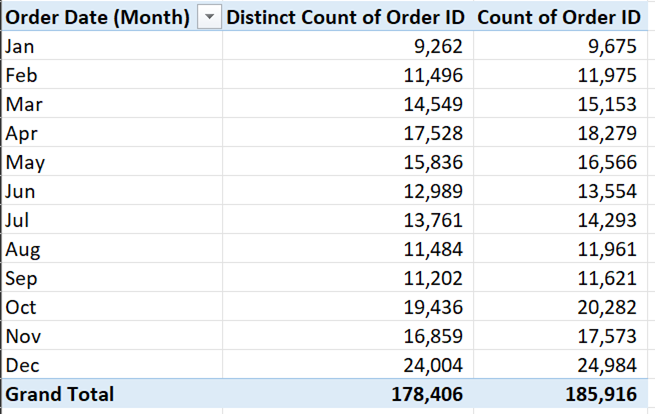 Order Date (Month) Distinct Count of Order ID Count of Order ID
Jan 9,262 9,675
Feb 11,496 11,975
Mar 14,549 15,153
Apr 17,528 18,279
May 15,836 16,566
Jun 12,989 13,554
Jul 13,761 14,293
Aug 11,484 11,961
Sep 11,202 11,621
Oct 19,436 20,282
Nov 16,859 17,573
Dec 24,004 24,984
Grand Total 178,406 185,916